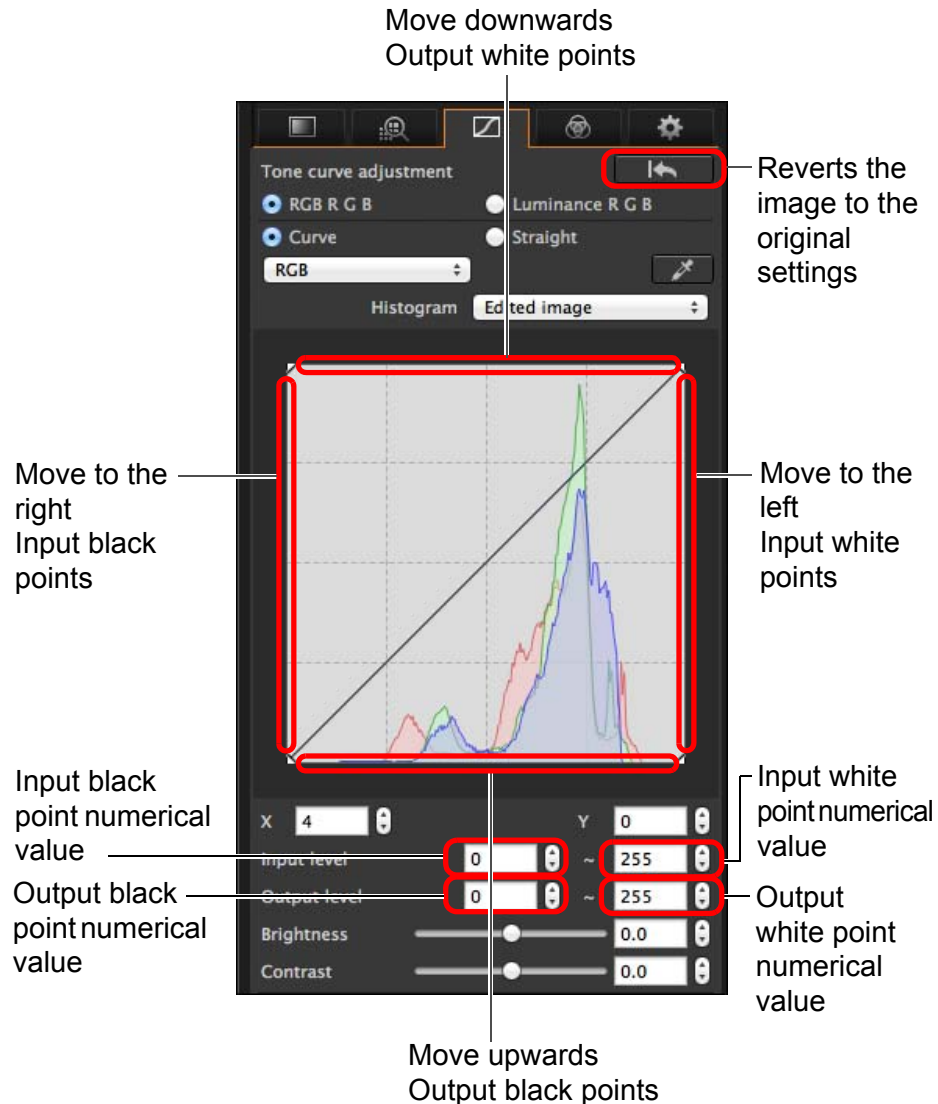 Move downwards
Output white points
Tone curve adjustment
Reverts the
image to the
original
settings
RGB R G B
Luminance R G B
Curve
Straight
RGB
Histogram
Edited image
Move to the
right
Input black
points
Move to the
left
Input white
points
Input black
point numerical
value
X 4
Y 0
Input white
point numerical
value
Input level 0 ~ 255
Output black
point numerical
value
Output level 0 ~ 255
Output
white point
numerical
value
Brightness 0.0
Contrast 0.0
Move upwards
Output black points